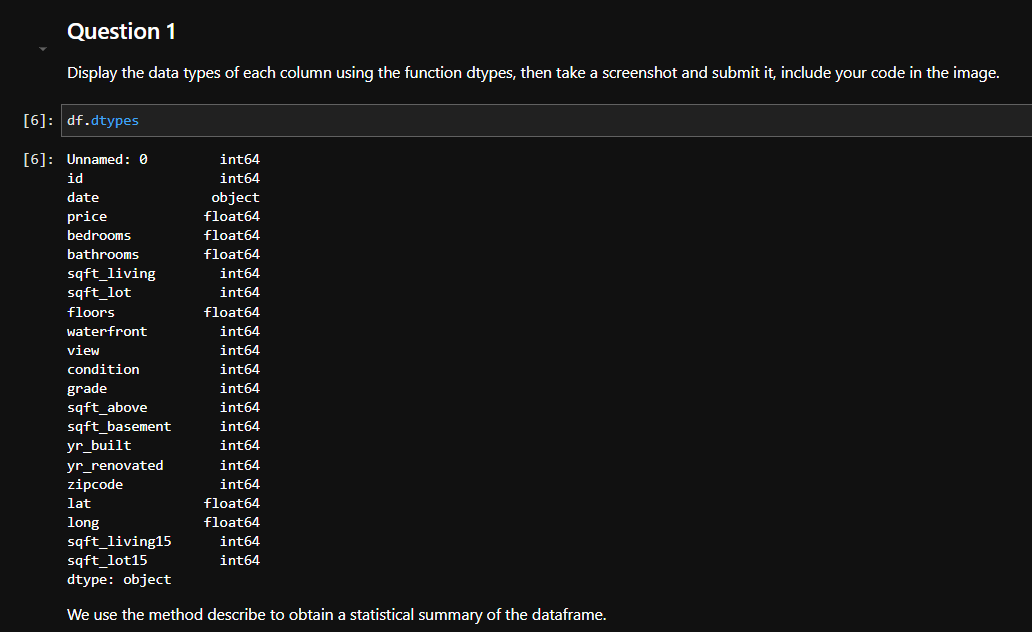 Question 1
Display the data types of each column using the function dtypes, then take a screenshot and submit it, include your code in the image.
[6]: df.dtypes
[6]: Unnamed: 0 int64
id int64
date object
price float64
bedrooms float64
bathrooms float64
sqft_living int64
sqft_lot int64
floors float64
waterfront int64
view int64
condition int64
grade int64
sqft_above int64
sqft_basement int64
yr_built int64
yr_renovated int64
zipcode int64
lat float64
long float64
sqft_living15 int64
sqft_lot15 int64
dtype: object
We use the method describe to obtain a statistical summary of the dataframe.